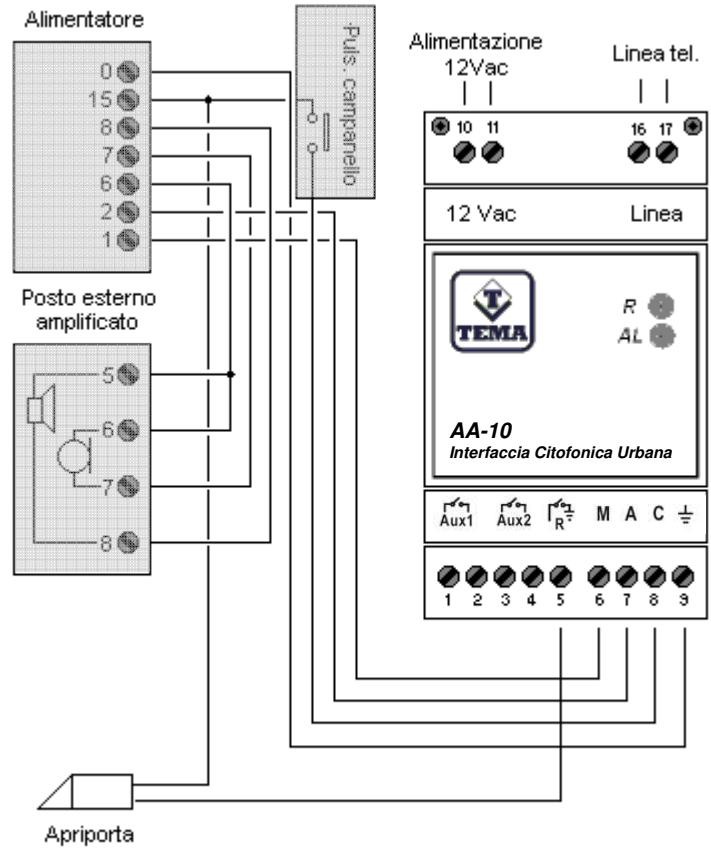 Alimentatore
0
15
8
7
6
2
1
Puls. campanello
Posto esterno
amplificato
5
6
7
8
Apriporta
Alimentazione
12Vac
Linea tel.
10 11
16 17
12 Vac
Linea
T
TEMA
R
AL
AA-10
Interfaccia Citofonica Urbana
Aux1 Aux2 R M A C
1 2 3 4 5 6 7 8 9